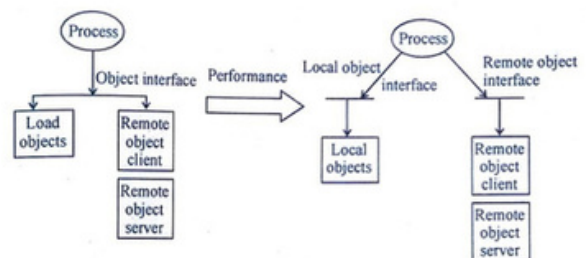 Process
Object interface
Load
objects
Remote
object
client
Remote
object
server
Performance
Process
Local object
interface
Remote object
interface
Local
objects
Remote
object
client
Remote
object
server